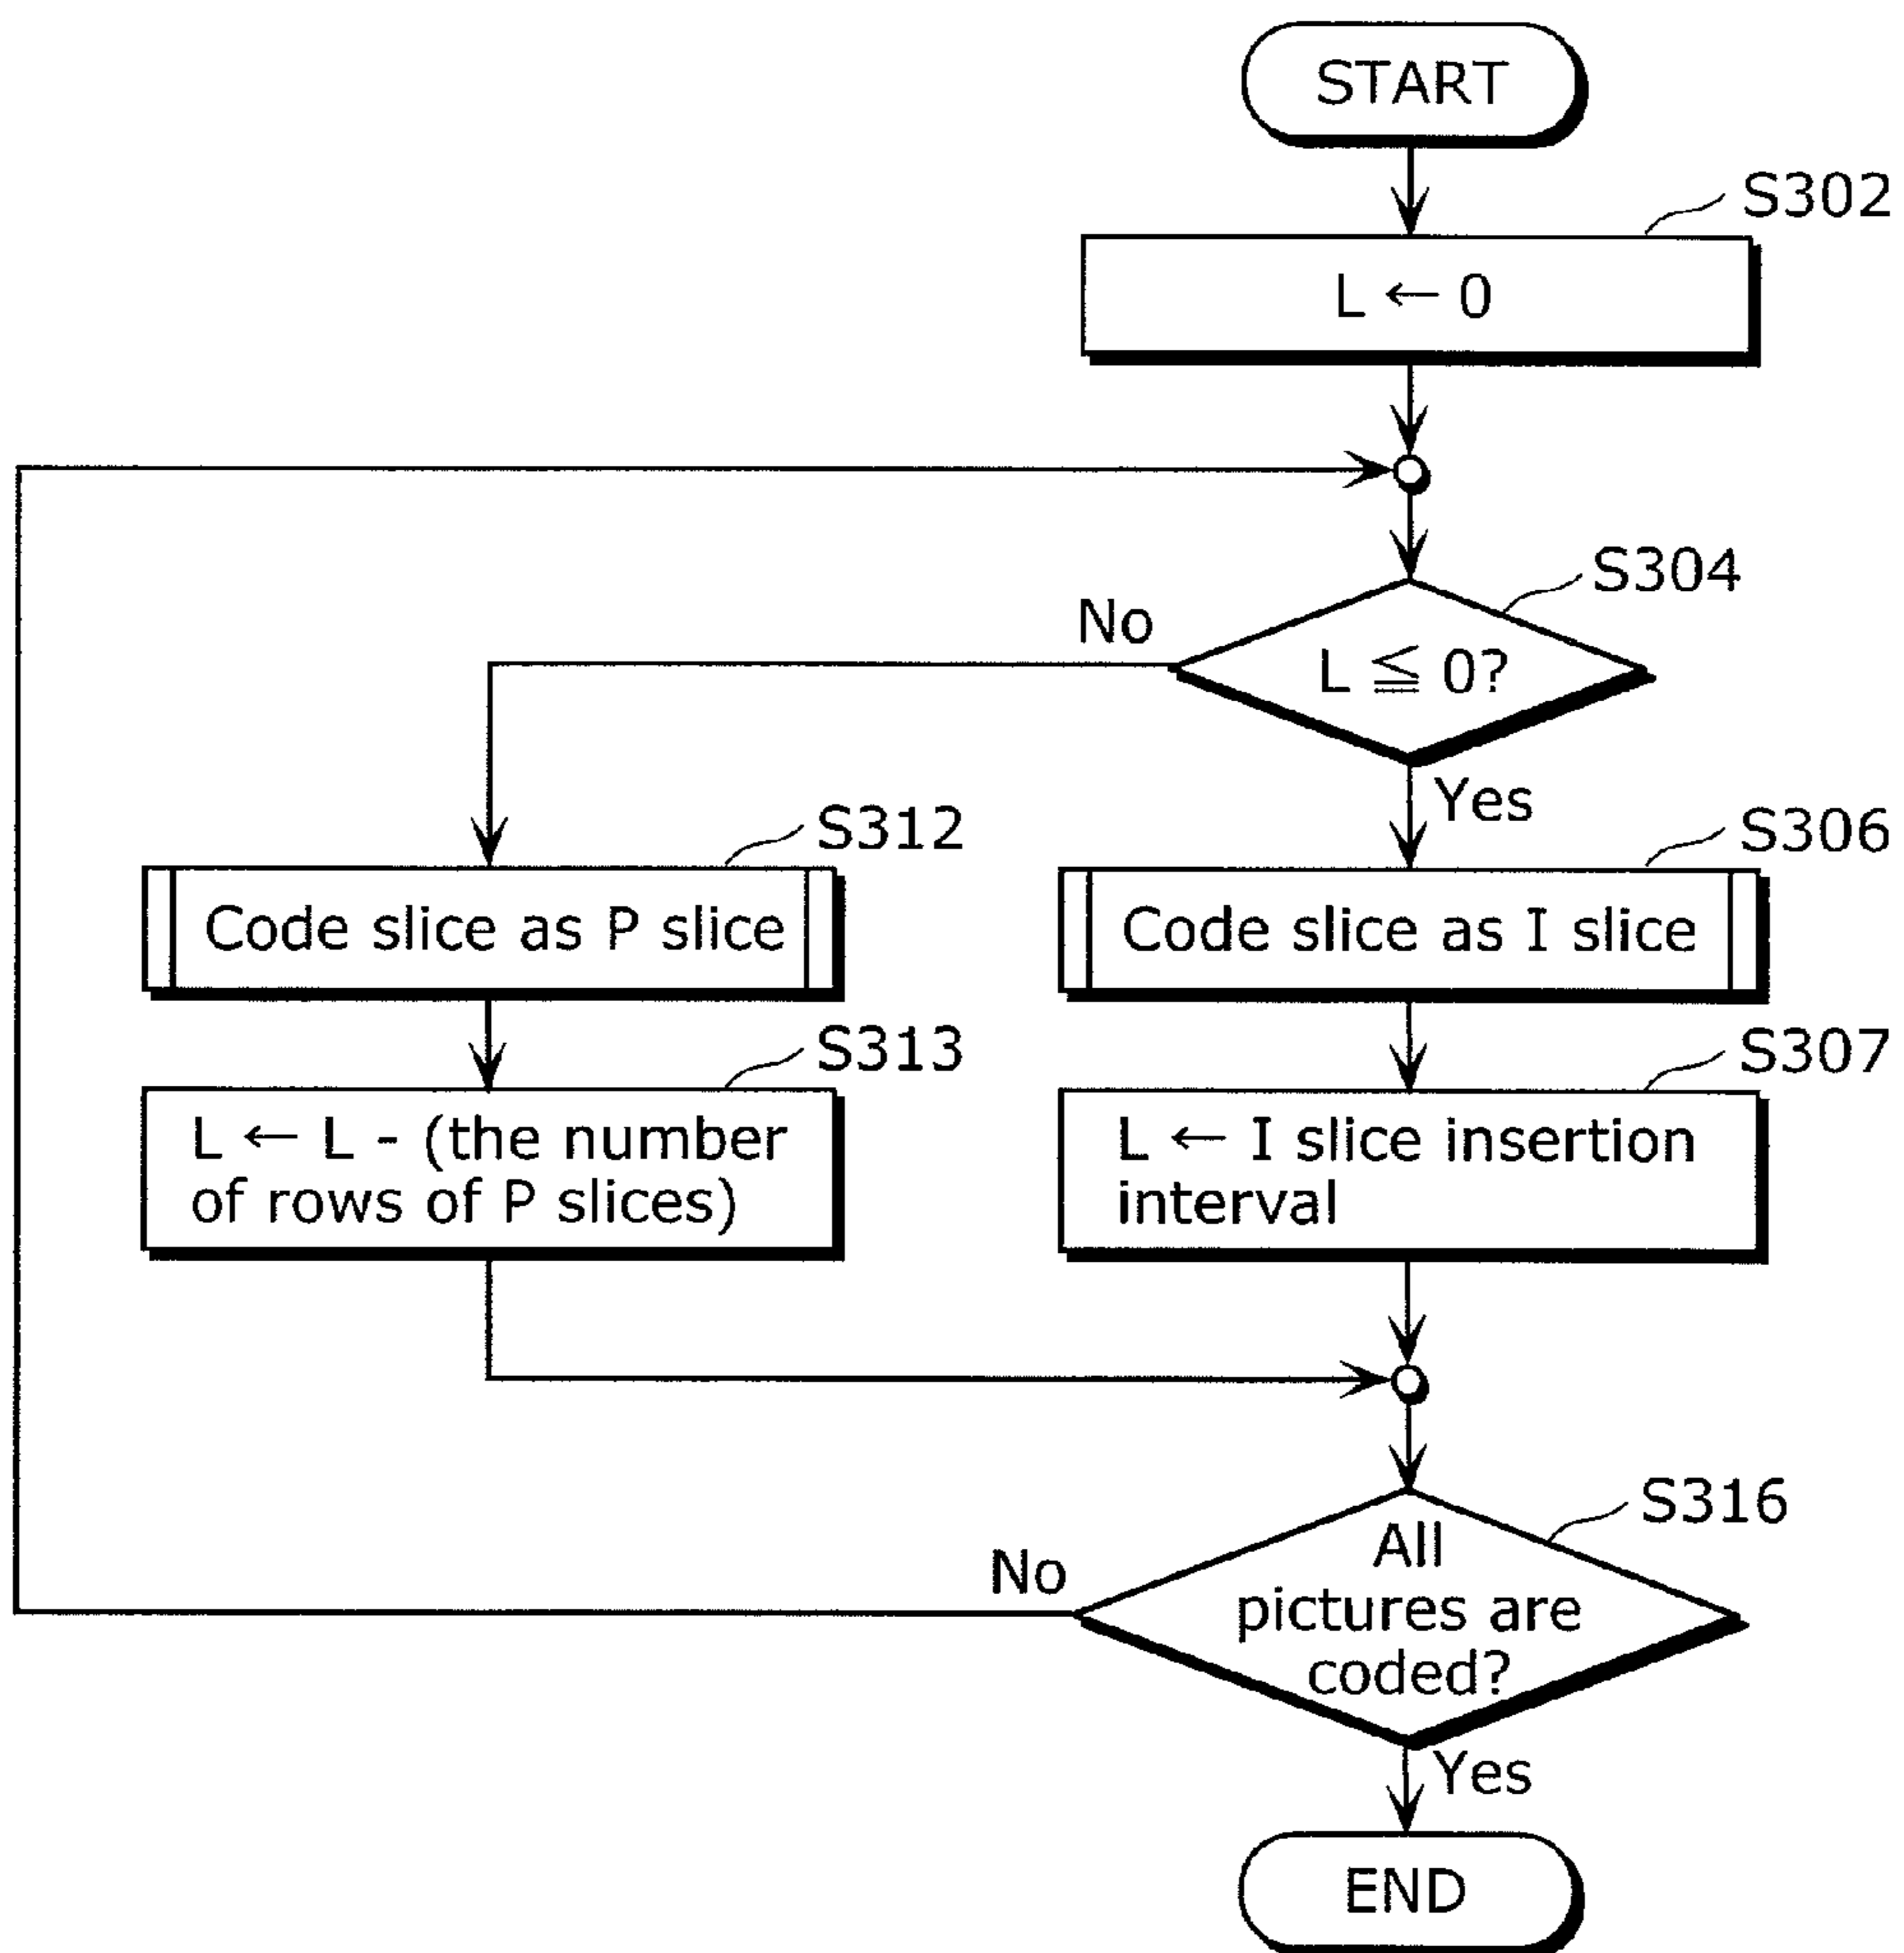 START
S302
L ← 0
S304
No
L ≦ 0?
Yes
S312
S306
Code slice as P slice
Code slice as I slice
S313
S307
L ← L - (the number
of rows of P slices)
L ← I slice insertion
interval
S316
No
All
pictures are
coded?
Yes
END